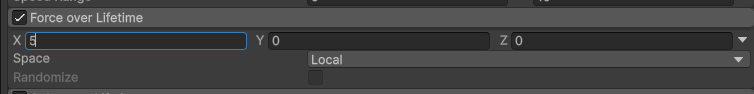 Force over Lifetime
X 5 Y 0 Z 0
Space Local
Randomize